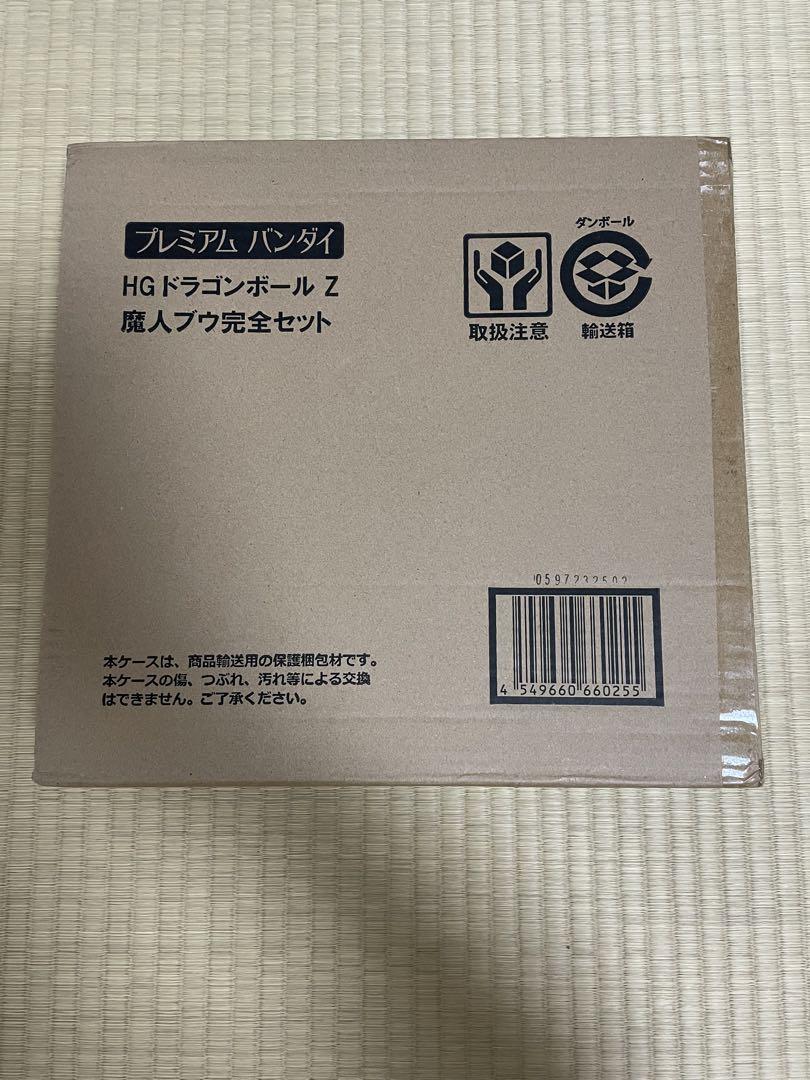 プレミアム バンダイ
HG ドラゴンボール Z
魔人ブウ完全セット
取扱注意
ダンボール
輸送箱
本ケースは、商品輸送用の保護梱包材です。
本ケースの傷、つぶれ、汚れ等による交換
はできません。ご了承ください。
0597232502
4 549660 660255